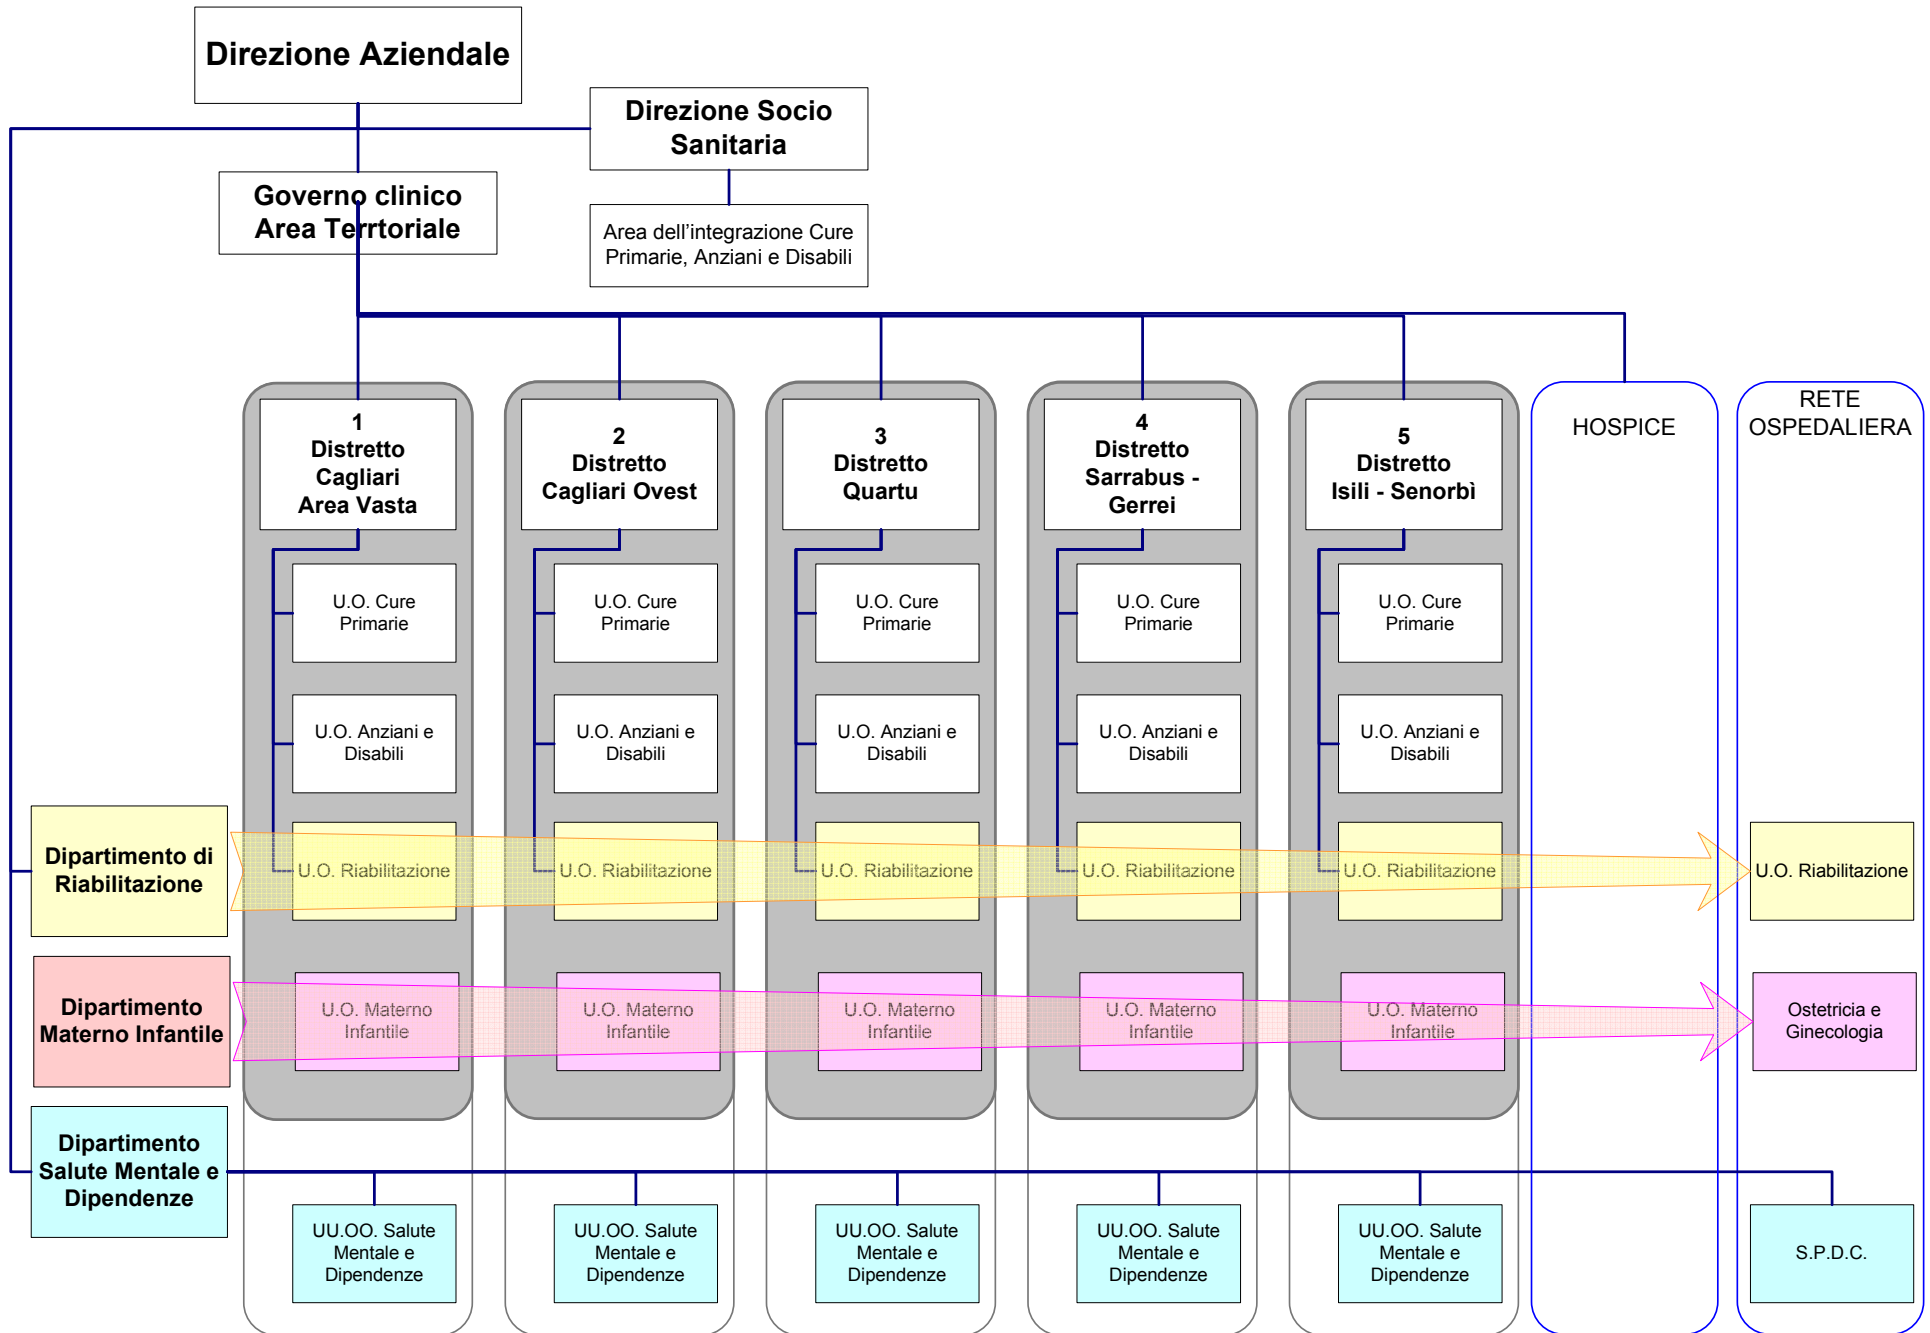 Direzione Aziendale
Direzione Socio
Sanitaria
Governo clinico
Area Terrtoriale
Area dell'integrazione Cure
Primarie, Anziani e Disabili
1
Distretto
Cagliari
Area Vasta
2
Distretto
Cagliari Ovest
3
Distretto
Quartu
4
Distretto
Sarrabus -
Gerrei
5
Distretto
Isili - Senorbì
HOSPICE
RETE
OSPEDALIERA
U.O. Cure
Primarie
U.O. Cure
Primarie
U.O. Cure
Primarie
U.O. Cure
Primarie
U.O. Cure
Primarie
U.O. Anziani e
Disabili
U.O. Anziani e
Disabili
U.O. Anziani e
Disabili
U.O. Anziani e
Disabili
U.O. Anziani e
Disabili
Dipartimento di
Riabilitazione
U.O. Riabilitazione
U.O. Riabilitazione
U.O. Riabilitazione
U.O. Riabilitazione
U.O. Riabilitazione
U.O. Riabilitazione
Dipartimento
Materno Infantile
U.O. Materno
Infantile
U.O. Materno
Infantile
U.O. Materno
Infantile
U.O. Materno
Infantile
U.O. Materno
Infantile
Ostetricia e
Ginecologia
Dipartimento
Salute Mentale e
Dipendenze
UU.OO. Salute
Mentale e
Dipendenze
UU.OO. Salute
Mentale e
Dipendenze
UU.OO. Salute
Mentale e
Dipendenze
UU.OO. Salute
Mentale e
Dipendenze
UU.OO. Salute
Mentale e
Dipendenze
S.P.D.C.